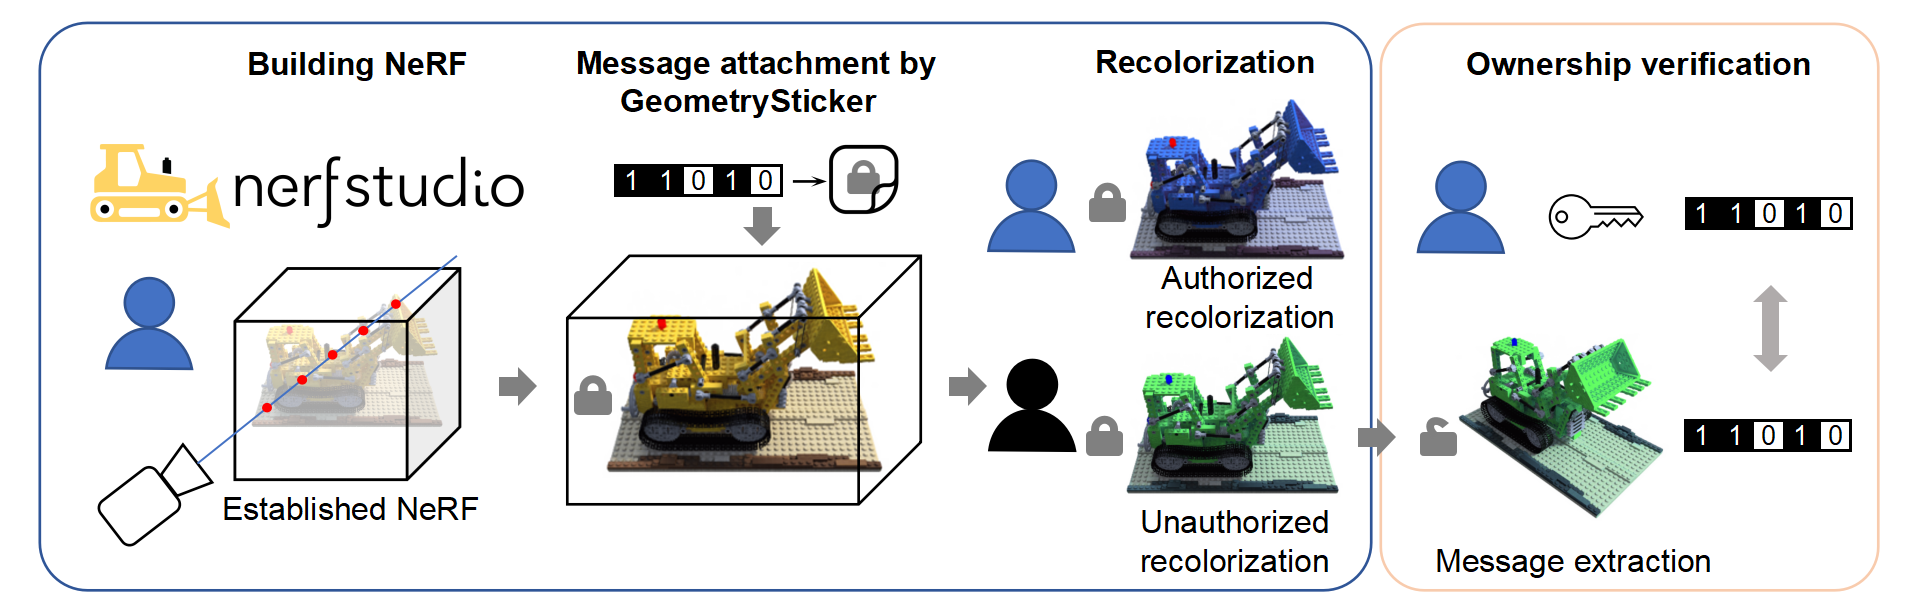 Building NeRF
nerfstudio
Established NeRF
Message attachment by
GeometrySticker
1 1 0 1 0
Recolorization
Authorized
recolorization
Unauthorized
recolorization
Ownership verification
1 1 0 1 0
1 1 0 1 0
Message extraction